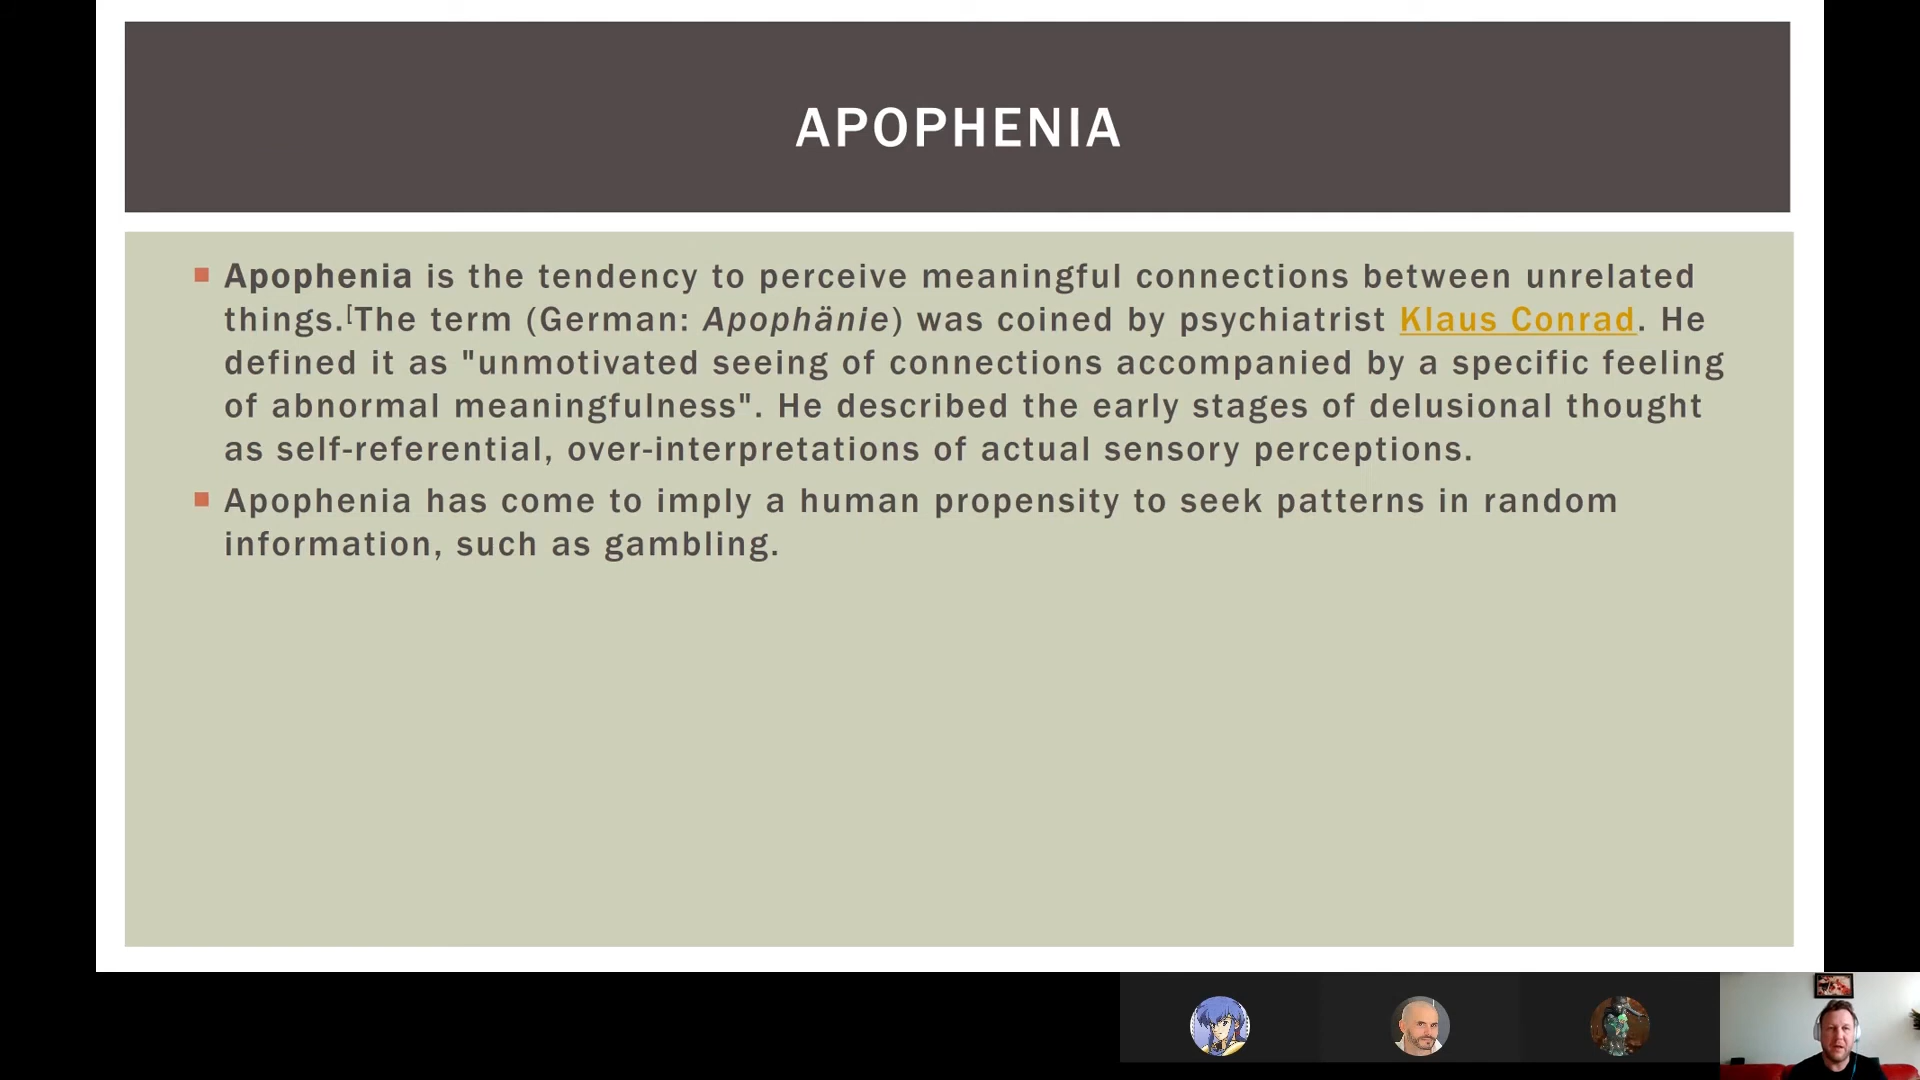 APOPHENIA
Apophenia is the tendency to perceive meaningful connections between unrelated
things.[The term (German: Apophänie) was coined by psychiatrist Klaus Conrad. He
defined it as "unmotivated seeing of connections accompanied by a specific feeling
of abnormal meaningfulness". He described the early stages of delusional thought
as self-referential, over-interpretations of actual sensory perceptions.
Apophenia has come to imply a human propensity to seek patterns in random
information, such as gambling.